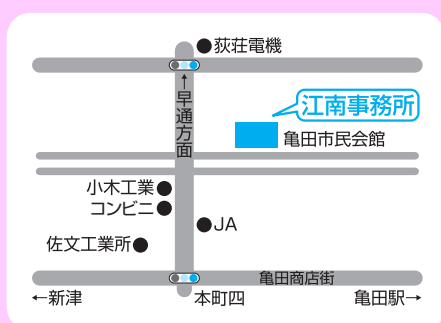 荻荘電機
↑早通方面
江南事務所
亀田市民会館
小木工業
コンビニ
JA
佐文工業所
亀田商店街
←新津
本町四
亀田駅→